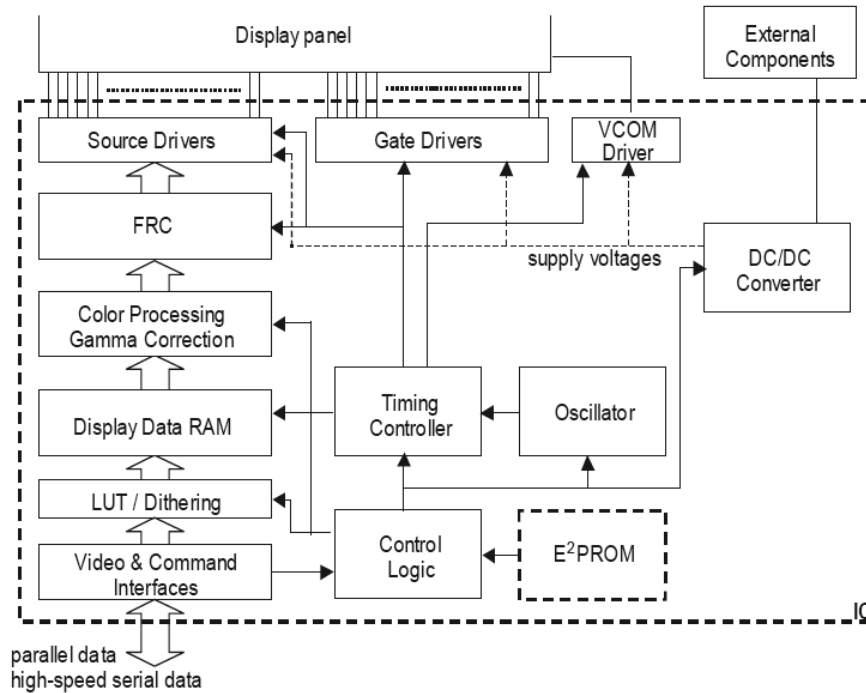 Display panel
External
Components
Source Drivers
Gate Drivers
VCOM
Driver
FRC
supply voltages
DC/DC
Converter
Color Processing
Gamma Correction
Timing
Controller
Oscillator
Display Data RAM
LUT / Dithering
Control
Logic
E²PROM
Video & Command
Interfaces
parallel data
high-speed serial data